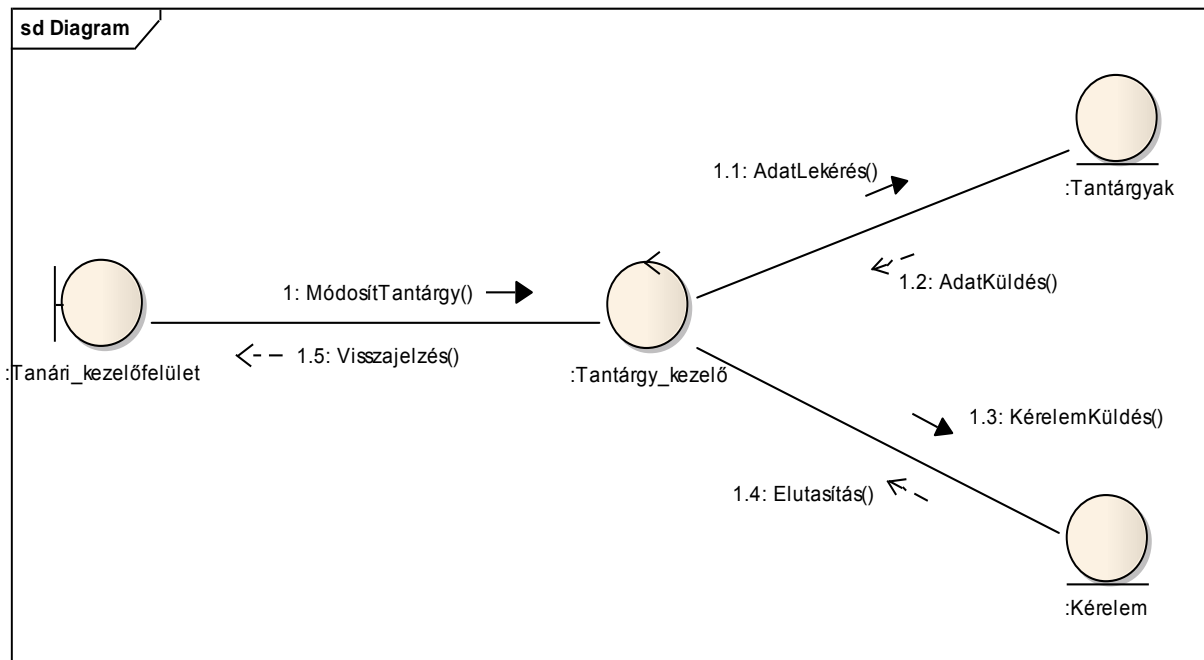 sd Diagram
1.1: AdatLekérés()
:Tantárgyak
1.2: AdatKüldés()
1: MódosítTantárgy()
1.5: Visszajelzés()
:Tanári_kezelőfelület
:Tantárgy_kezelő
1.3: KérelemKüldés()
1.4: Elutasítás()
:Kérelem